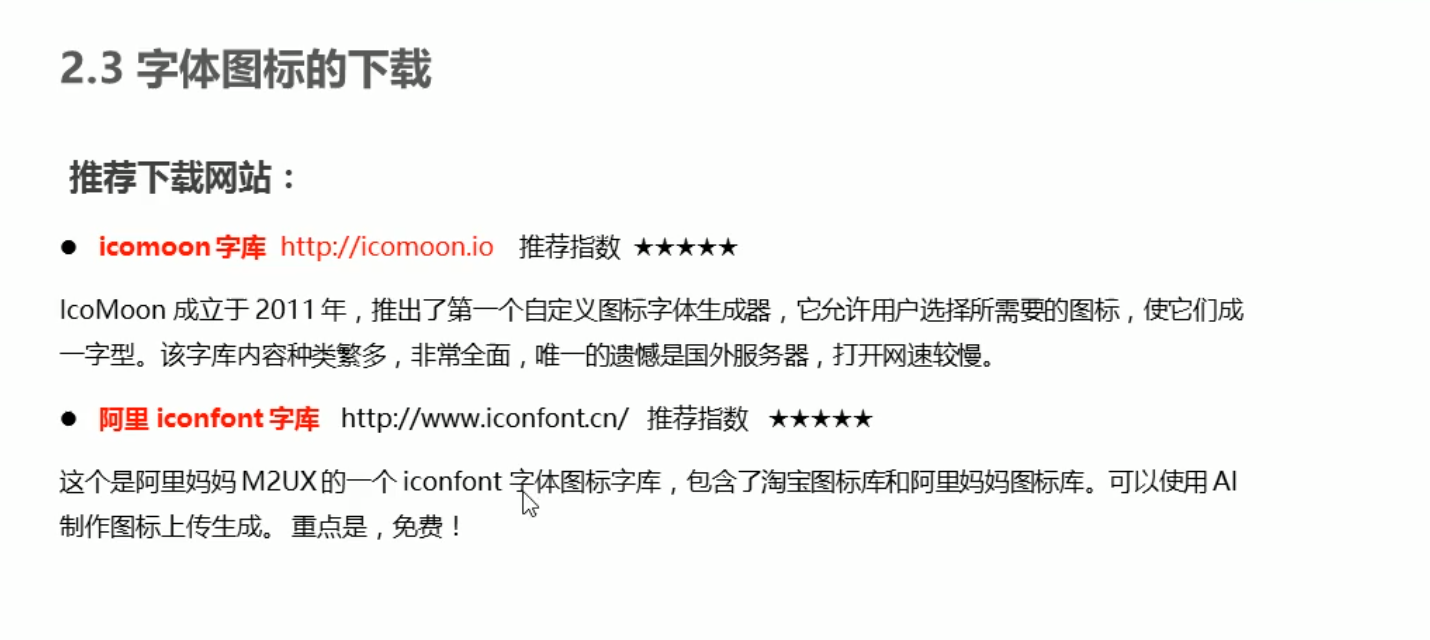 2.3 字体图标的下载
推荐下载网站：
● icomoon 字库 http://icomoon.io 推荐指数 ★★★★★
IcoMoon 成立于 2011 年，推出了第一个自定义图标字体生成器，它允许用户选择所需要的图标，使它们成
一字型。该字库内容种类繁多，非常全面，唯一的遗憾是国外服务器，打开网速较慢。
● 阿里 iconfont 字库 http://www.iconfont.cn/ 推荐指数 ★★★★★
这个是阿里妈妈 M2UX 的一个 iconfont 字体图标字库，包含了淘宝图标库和阿里妈妈图标库。可以使用 AI
制作图标上传生成。 重点是，免费！